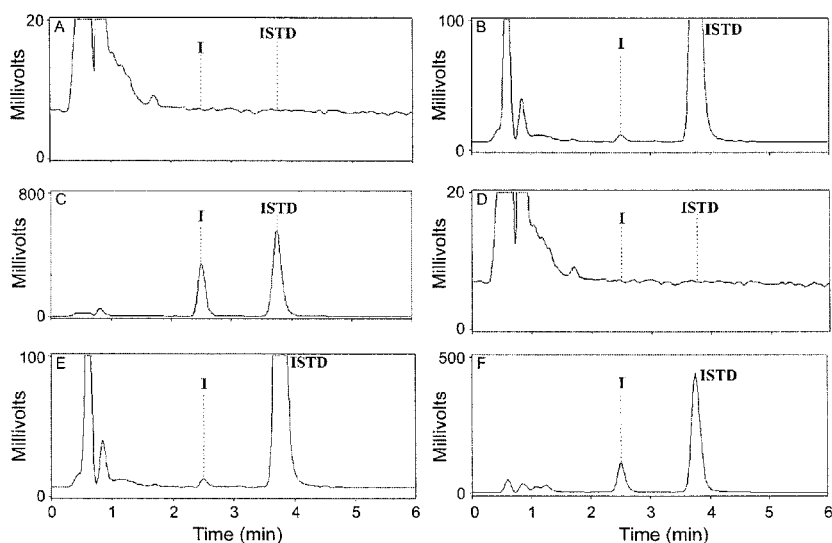 A
20
Millivolts
0
I
ISTD
B
100
Millivolts
0
I
ISTD
C
800
Millivolts
0
I
ISTD
D
20
Millivolts
0
I
ISTD
E
100
Millivolts
0
I
ISTD
0 1 2 3 4 5 6
Time (min)
F
500
Millivolts
0
I
ISTD
0 1 2 3 4 5 6
Time (min)